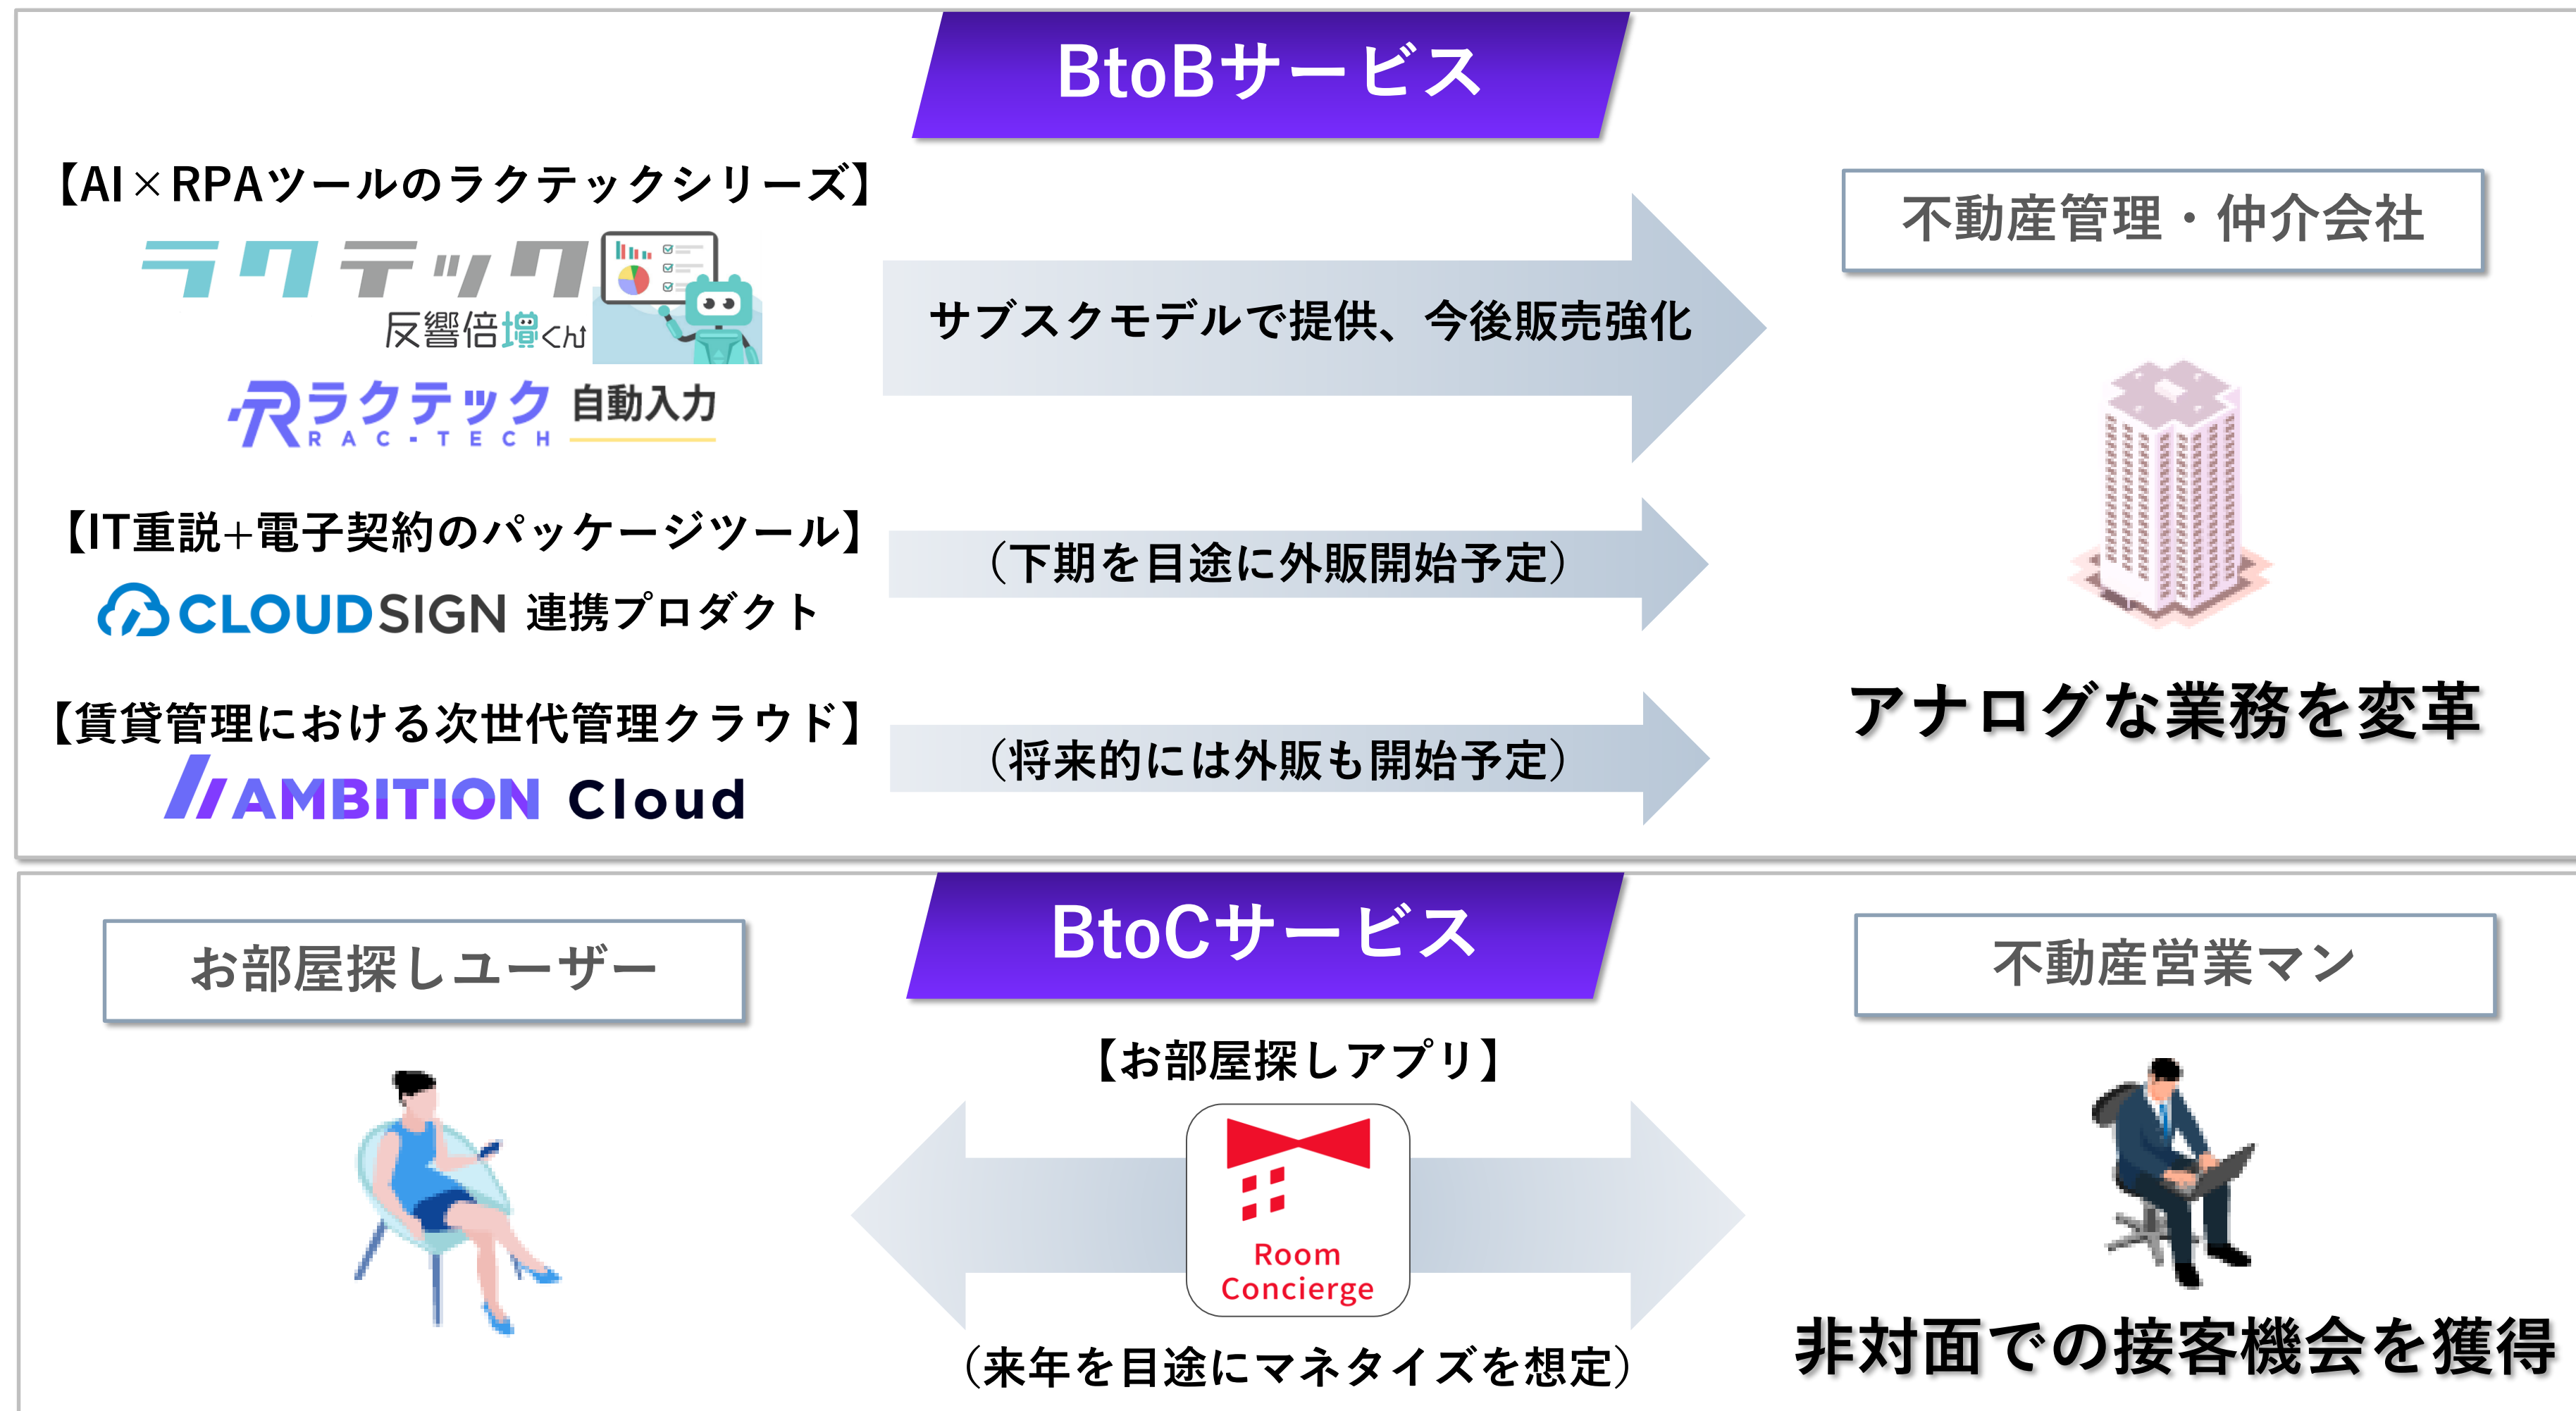 BtoBサービス
【AI×RPAツールのラクテックシリーズ】
ラクテック
反響倍増くん
ラクテック 自動入力
RAC-TECH
サブスクモデルで提供、今後販売強化
不動産管理・仲介会社
【IT重説+電子契約のパッケージツール】
CLOUDSIGN 連携プロダクト
（下期を目途に外販開始予定）
【賃貸管理における次世代管理クラウド】
AMBITION Cloud
（将来的には外販も開始予定）
アナログな業務を変革
BtoCサービス
お部屋探しユーザー
不動産営業マン
【お部屋探しアプリ】
Room
Concierge
（来年を目途にマネタイズを想定）
非対面での接客機会を獲得